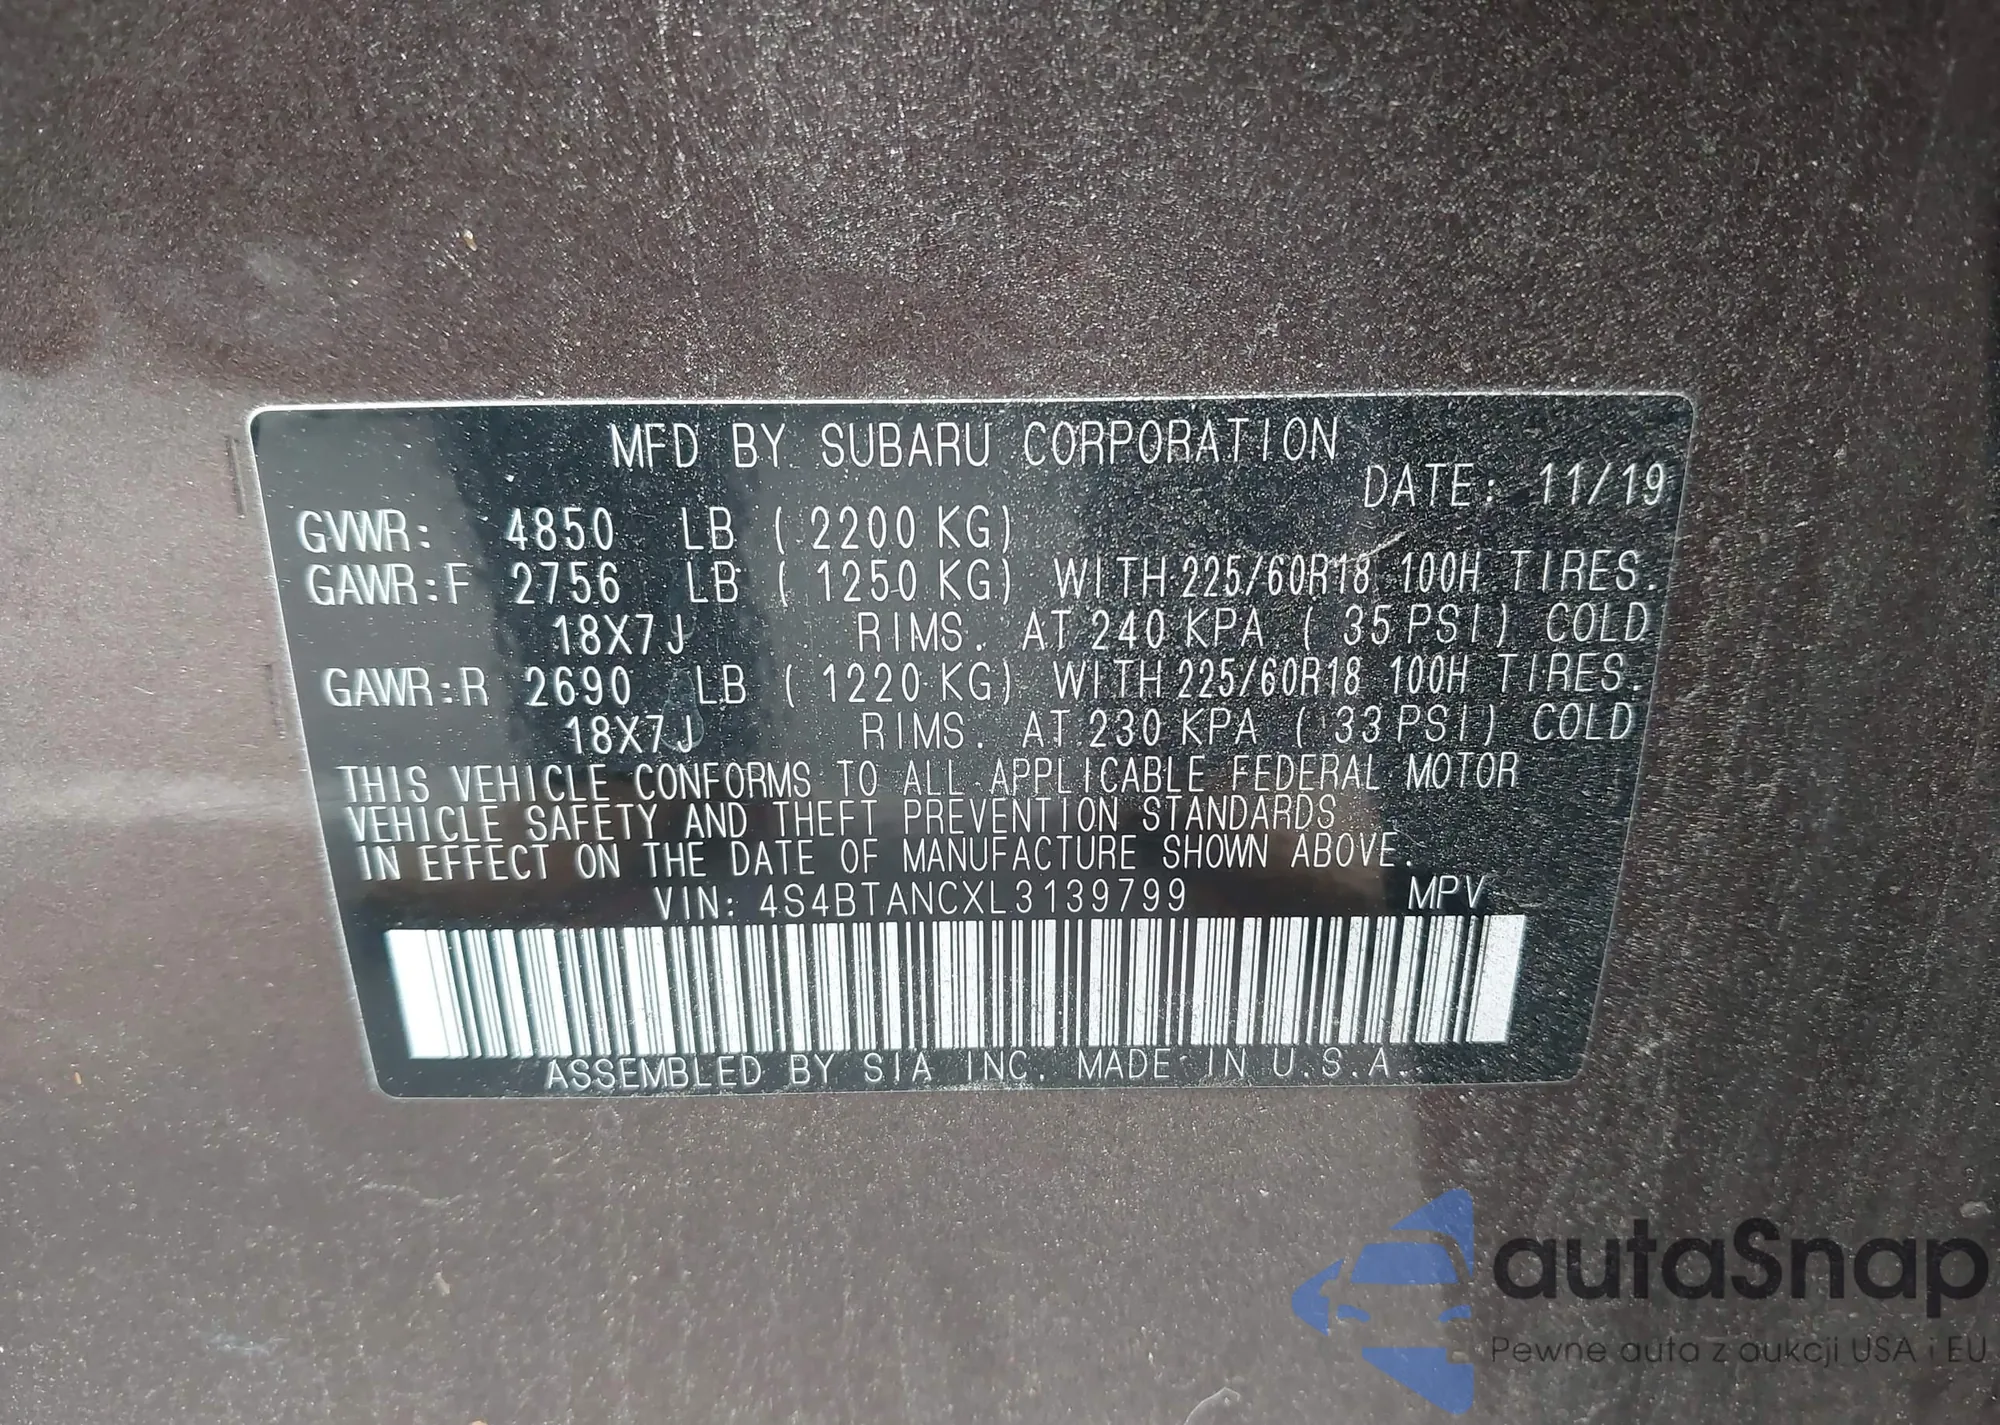 MFD BY SUBARU CORPORATION
DATE: 11/19
GVWR: 4850 LB (2200 KG)
GAWR:F 2756 LB (1250 KG) WITH 225/60R18 100H TIRES.
18X7J RIMS. AT 240 KPA (35 PSI) COLD
GAWR:R 2690 LB (1220 KG) WITH 225/60R18 100H TIRES.
18X7J RIMS. AT 230 KPA (33 PSI) COLD
THIS VEHICLE CONFORMS TO ALL APPLICABLE FEDERAL MOTOR
VEHICLE SAFETY AND THEFT PREVENTION STANDARDS
IN EFFECT ON THE DATE OF MANUFACTURE SHOWN ABOVE.
VIN: 4S4BTANCXL3139799 MPV
ASSEMBLED BY SIA INC. MADE IN U.S.A.
autaSnap
Pewne auta z aukcji USA i EU